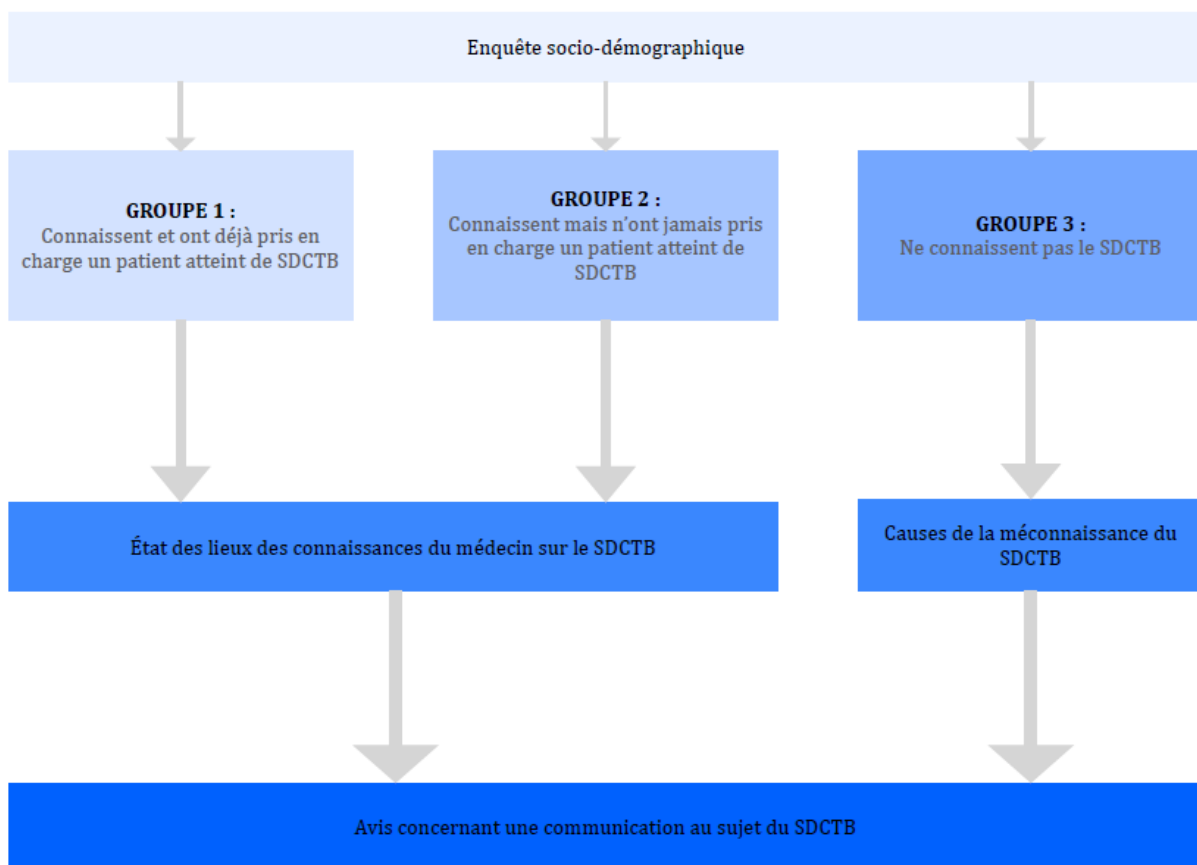 Enquête socio-démographique
GROUPE 1 :
Connaissent et ont déjà pris en
charge un patient atteint de SDCTB
GROUPE 2 :
Connaissent mais n’ont jamais pris
en charge un patient atteint de
SDCTB
GROUPE 3 :
Ne connaissent pas le SDCTB
État des lieux des connaissances du médecin sur le SDCTB
Causes de la méconnaissance du
SDCTB
Avis concernant une communication au sujet du SDCTB